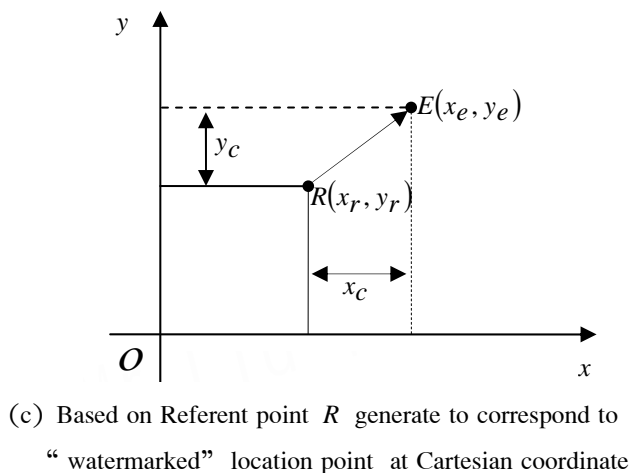 y
E(x_e, y_e)
y_c
R(x_r, y_r)
x_c
O
x
(c) Based on Referent point R generate to correspond to
“ watermarked” location point at Cartesian coordinate